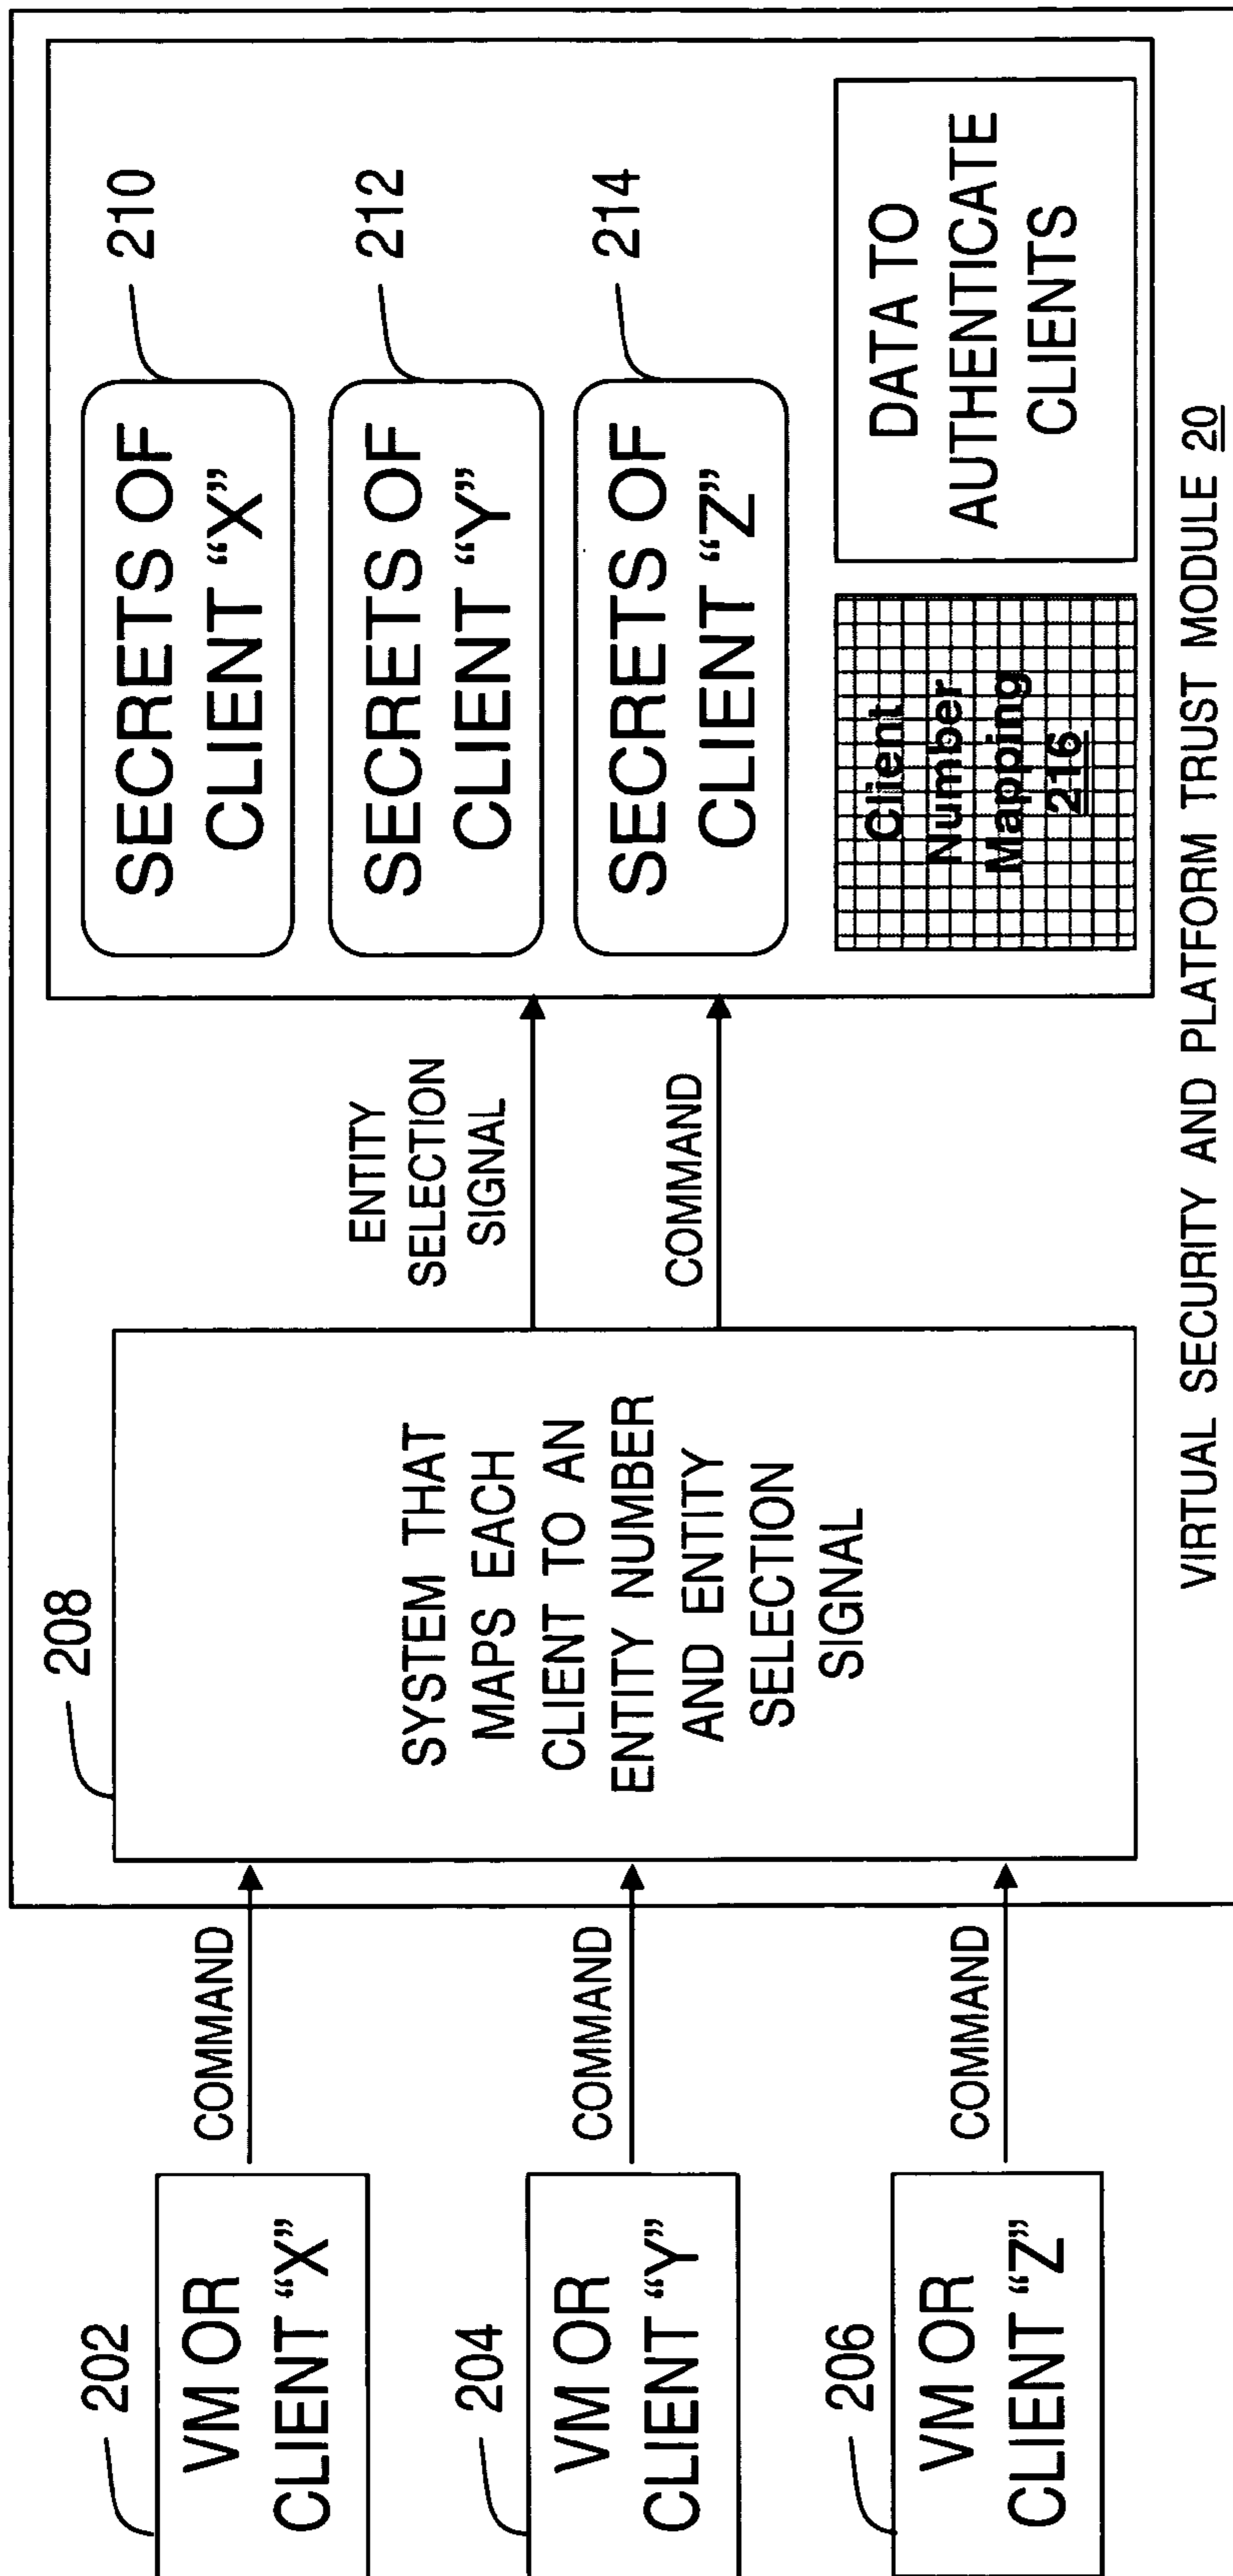 202
VM OR
CLIENT “X”
COMMAND
204
VM OR
CLIENT “Y”
COMMAND
206
VM OR
CLIENT “Z”
COMMAND
208
SYSTEM THAT
MAPS EACH
CLIENT TO AN
ENTITY NUMBER
AND ENTITY
SELECTION
SIGNAL
ENTITY
SELECTION
SIGNAL
COMMAND
210
SECRETS OF
CLIENT “X”
212
SECRETS OF
CLIENT “Y”
214
SECRETS OF
CLIENT “Z”
Client
Number
Mapping
216
DATA TO
AUTHENTICATE
CLIENTS
VIRTUAL SECURITY AND PLATFORM TRUST MODULE 20